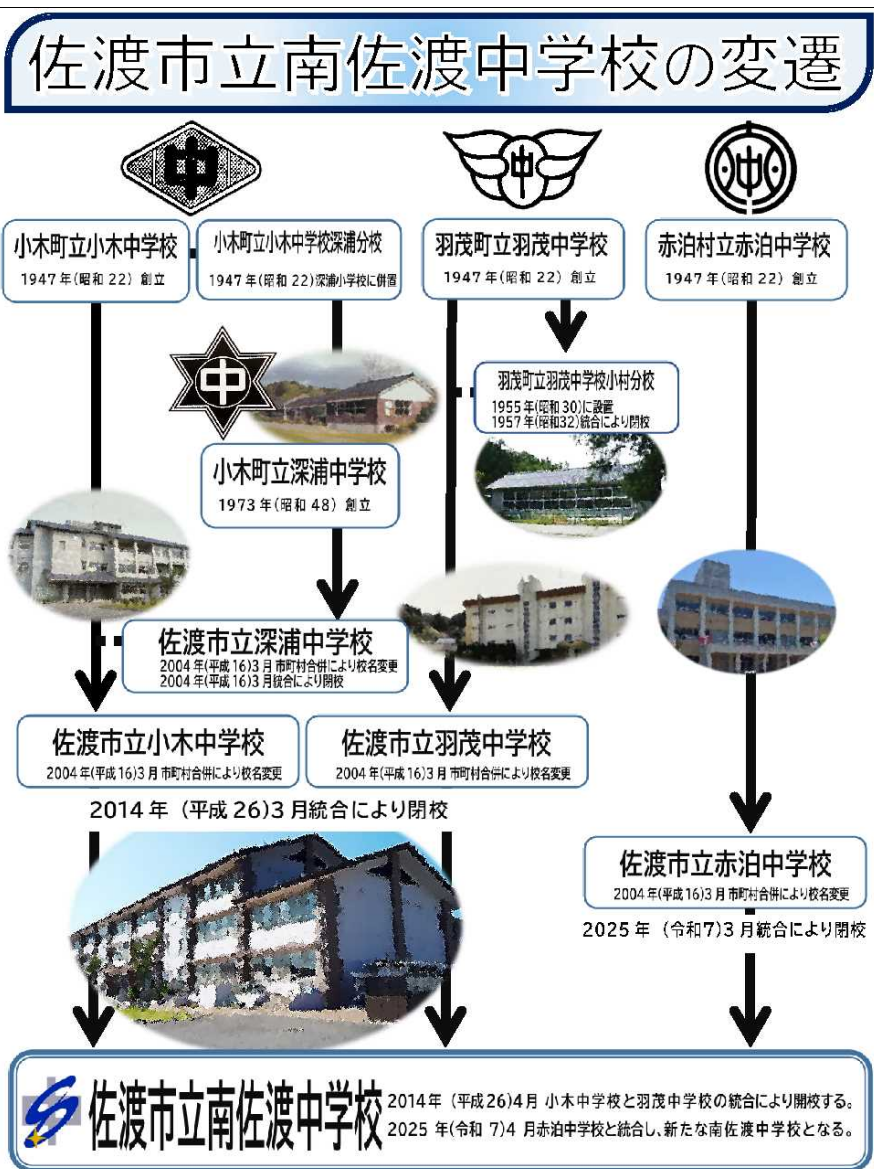 佐渡市立南佐渡中学校の変遷
中
中
中
小木町立小木中学校
1947年(昭和22) 創立
小木町立小木中学校深浦分校
1947年(昭和22)深浦小学校に併置
羽茂町立羽茂中学校
1947年(昭和22) 創立
赤泊村立赤泊中学校
1947年(昭和22) 創立
中
羽茂町立羽茂中学校小村分校
1955年(昭和30)に設置
1957年(昭和32)統合により閉校
小木町立深浦中学校
1973年(昭和48) 創立
佐渡市立深浦中学校
2004年(平成16)3月 市町村合併により校名変更
2004年(平成16)3月統合により閉校
佐渡市立小木中学校
2004年(平成16)3月 市町村合併により校名変更
佐渡市立羽茂中学校
2004年(平成16)3月 市町村合併により校名変更
2014年 (平成26)3月統合により閉校
佐渡市立赤泊中学校
2004年(平成16)3月 市町村合併により校名変更
2025年 (令和7)3月統合により閉校
中
佐渡市立南佐渡中学校
2014年 (平成26)4月 小木中学校と羽茂中学校の統合により開校する。
2025年(令和 7)4月赤泊中学校と統合し、新たな南佐渡中学校となる。